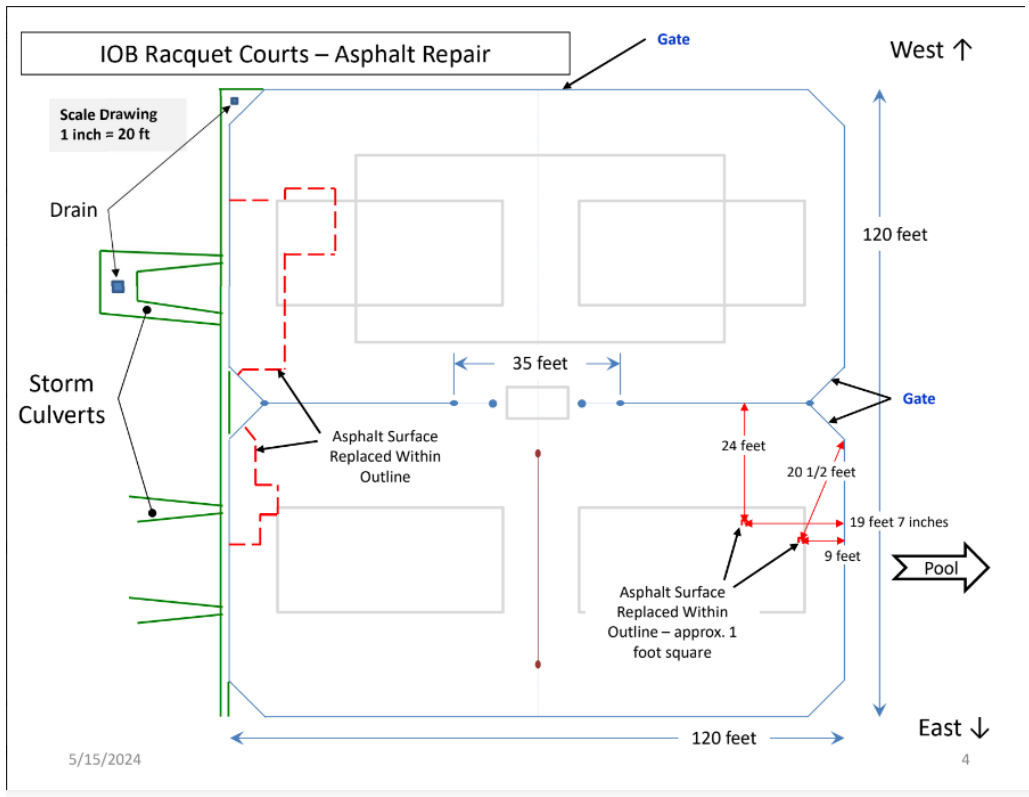 IOB Racquet Courts – Asphalt Repair
Gate
West ↑
Scale Drawing
1 inch = 20 ft
Drain
120 feet
35 feet
Storm
Culverts
Gate
Asphalt Surface
Replaced Within
Outline
24 feet
20 1/2 feet
19 feet 7 inches
9 feet
Pool
Asphalt Surface
Replaced Within
Outline – approx. 1
foot square
East ↓
120 feet
5/15/2024
4